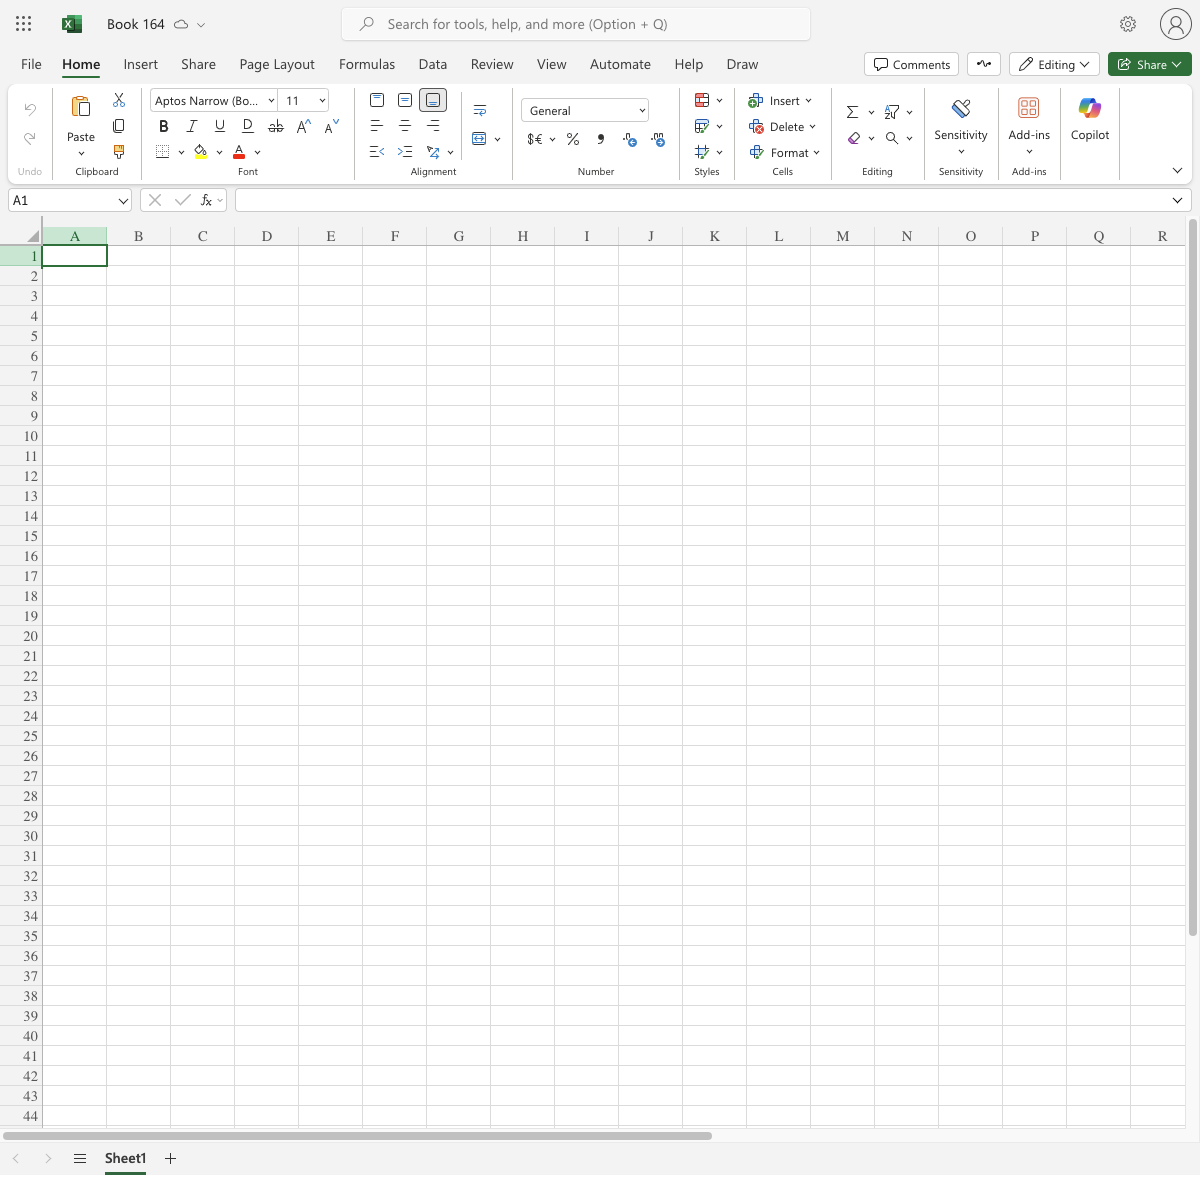 Book 164
Search for tools, help, and more (Option + Q)
File Home Insert Share Page Layout Formulas Data Review View Automate Help Draw
Comments Editing Share
Aptos Narrow (Bo... 11
General
Insert
Delete
Format
Paste
B I U D ab A A
$€ % 9
Sensitivity Add-ins Copilot
Undo Clipboard Font Alignment Number Styles Cells Editing Sensitivity Add-ins
A1 fx
A B C D E F G H I J K L M N O P Q R
1
2
3
4
5
6
7
8
9
10
11
12
13
14
15
16
17
18
19
20
21
22
23
24
25
26
27
28
29
30
31
32
33
34
35
36
37
38
39
40
41
42
43
44
Sheet1